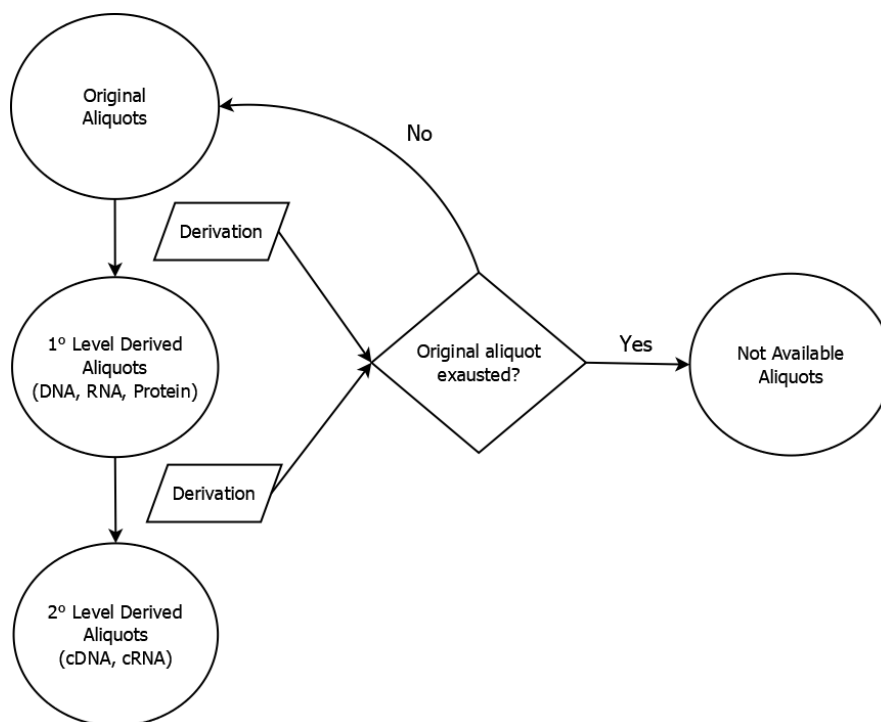 Original
Aliquots
No
Derivation
1º Level Derived
Aliquots
(DNA, RNA, Protein)
Original aliquot
exausted?
Yes
Not Available
Aliquots
Derivation
2º Level Derived
Aliquots
(cDNA, cRNA)